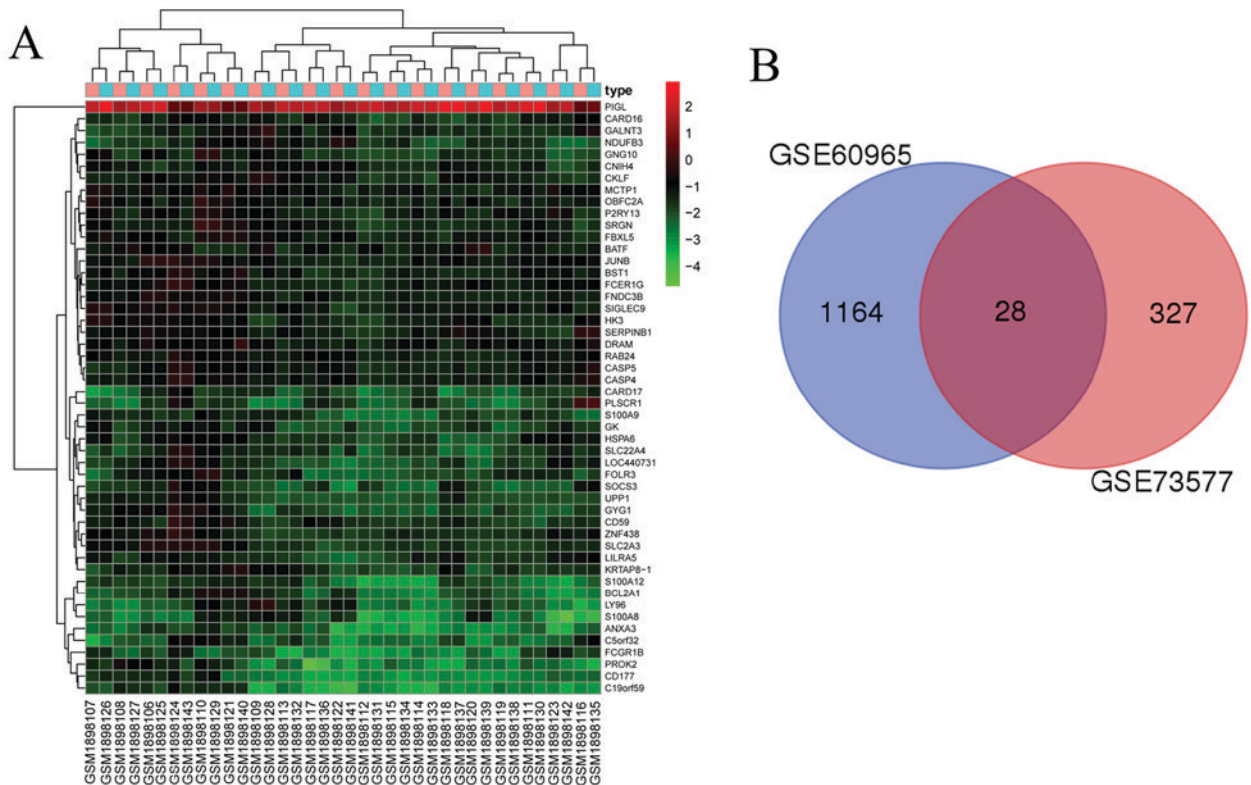 A
type
2
1
0
−1
−2
−3
−4
PIGL
CARD16
GALNT3
NDUFB3
GNG10
CNIH4
CKLF
MCTP1
OBFC2A
P2RY13
SRGN
FBXL5
BATF
JUNB
BST1
FCER1G
FNDC3B
SIGLEC9
HK3
SERPINB1
DRAM
RAB24
CASP5
CASP4
CARD17
PLSCR1
S100A9
GK
HSPA6
SLC22A4
LOC440731
FOLR3
SOCS3
UPP1
GYG1
CD59
ZNF438
SLC2A3
LILRA5
KRTAP8−1
S100A12
BCL2A1
LY96
S100A8
ANXA3
C5orf32
FCGR1B
PROK2
CD177
C19orf59
GSM1898107
GSM1898126
GSM1898108
GSM1898127
GSM1898106
GSM1898125
GSM1898124
GSM1898143
GSM1898110
GSM1898129
GSM1898121
GSM1898140
GSM1898109
GSM1898128
GSM1898113
GSM1898132
GSM1898117
GSM1898136
GSM1898122
GSM1898141
GSM1898112
GSM1898131
GSM1898115
GSM1898134
GSM1898114
GSM1898133
GSM1898118
GSM1898137
GSM1898120
GSM1898139
GSM1898119
GSM1898138
GSM1898111
GSM1898130
GSM1898123
GSM1898142
GSM1898116
GSM1898135
B
GSE60965
1164
28
327
GSE73577